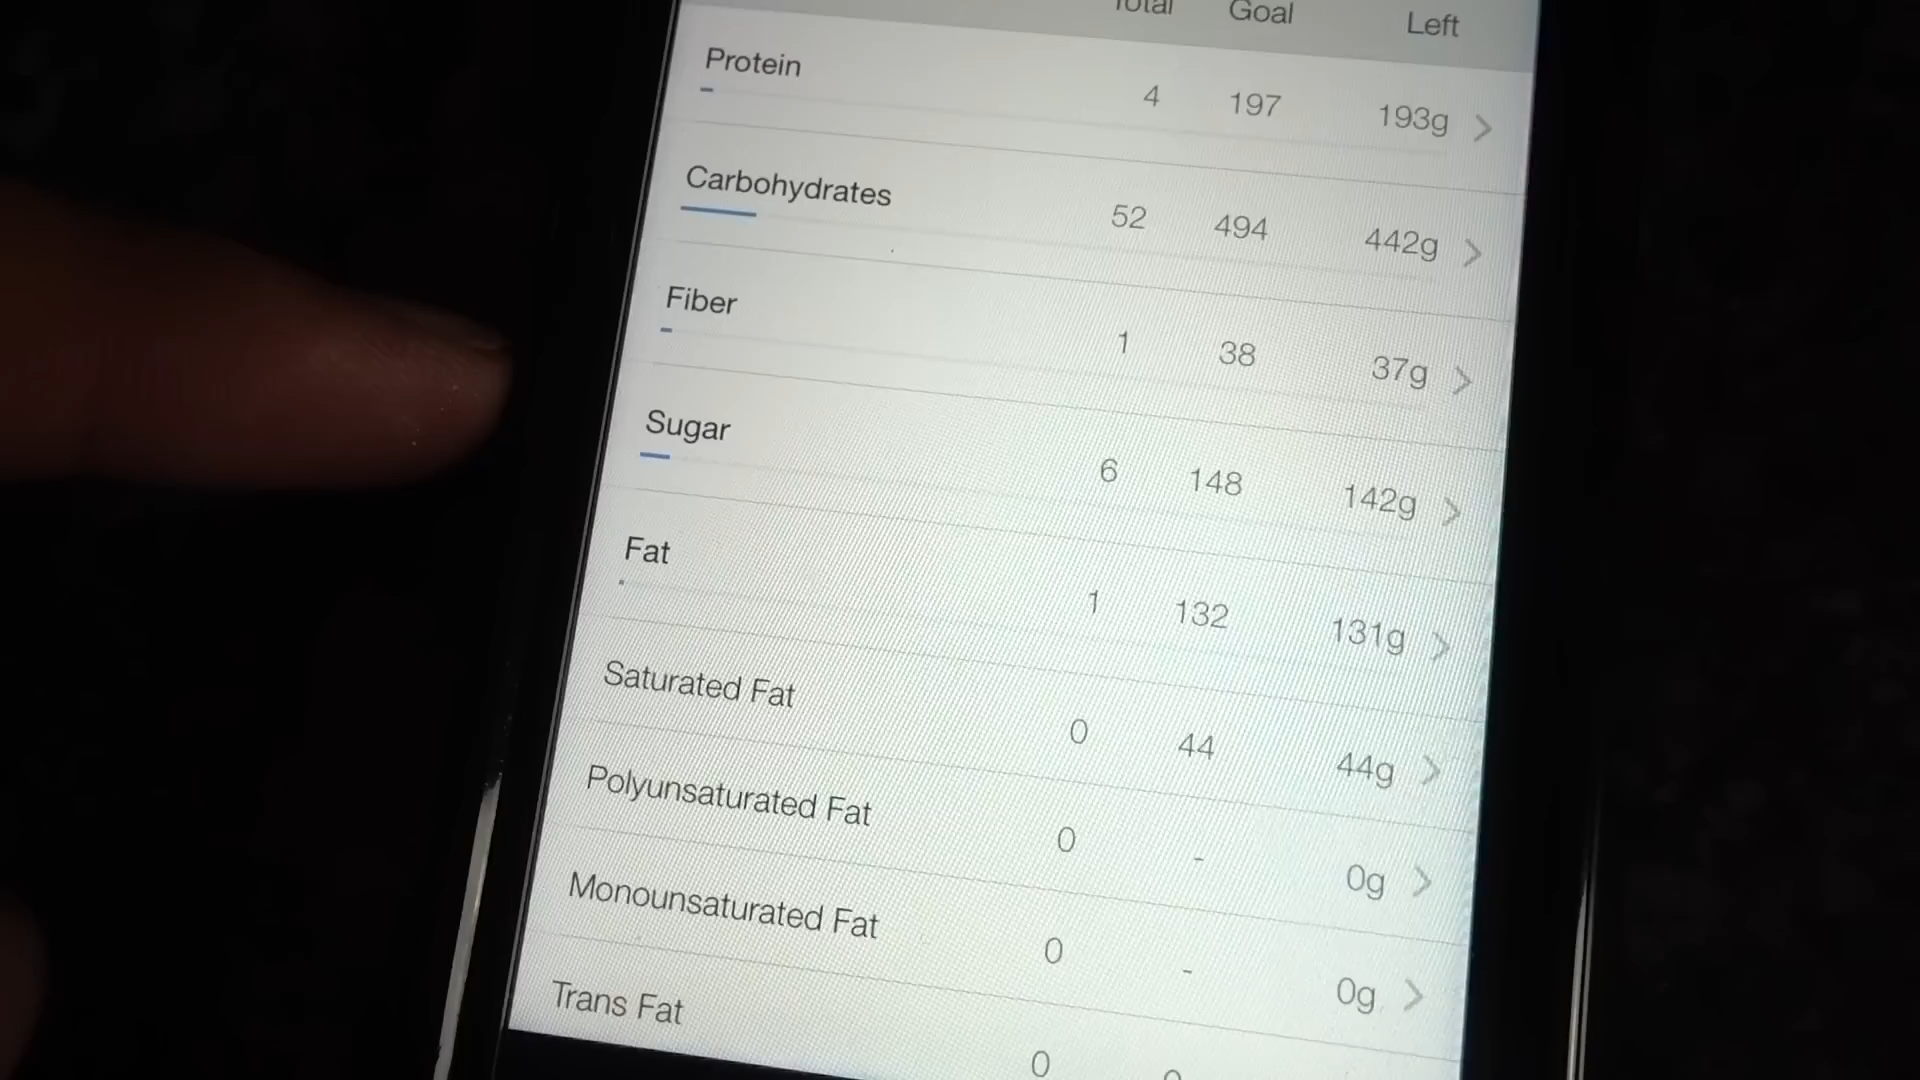 Total Goal Left
Protein 4 197 193g
Carbohydrates 52 494 442g
Fiber 1 38 37g
Sugar 6 148 142g
Fat 1 132 131g
Saturated Fat 0 44 44g
Polyunsaturated Fat 0 - 0g
Monounsaturated Fat 0 - 0g
Trans Fat 0